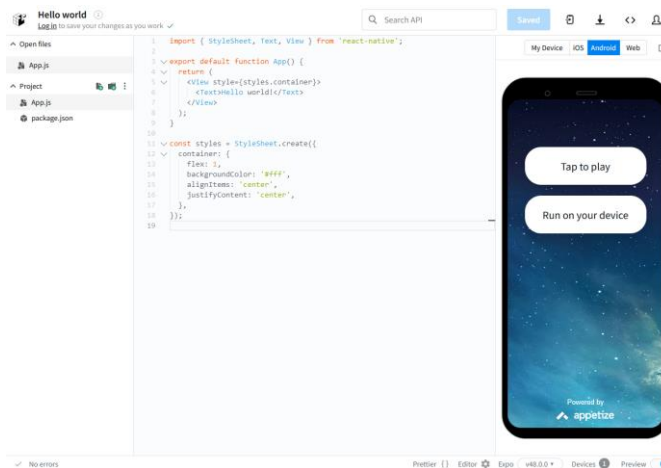 Hello world
Log in to save your changes as you work
Search API
Saved
Open files
App.js
Project
App.js
package.json
1 import { StyleSheet, Text, View } from 'react-native';
2
3 export default function App() {
4 return (
5 <View style={styles.container}>
6 <Text>Hello world!</Text>
7 </View>
8 );
9 }
10
11 const styles = StyleSheet.create({
12 container: {
13 flex: 1,
14 backgroundColor: '#fff',
15 alignItems: 'center',
16 justifyContent: 'center',
17 },
18 });
19
My Device iOS Android Web
Tap to play
Run on your device
Powered by
appetize
No errors
Prettier { } Editor Expo v48.0.0 Devices 1 Preview